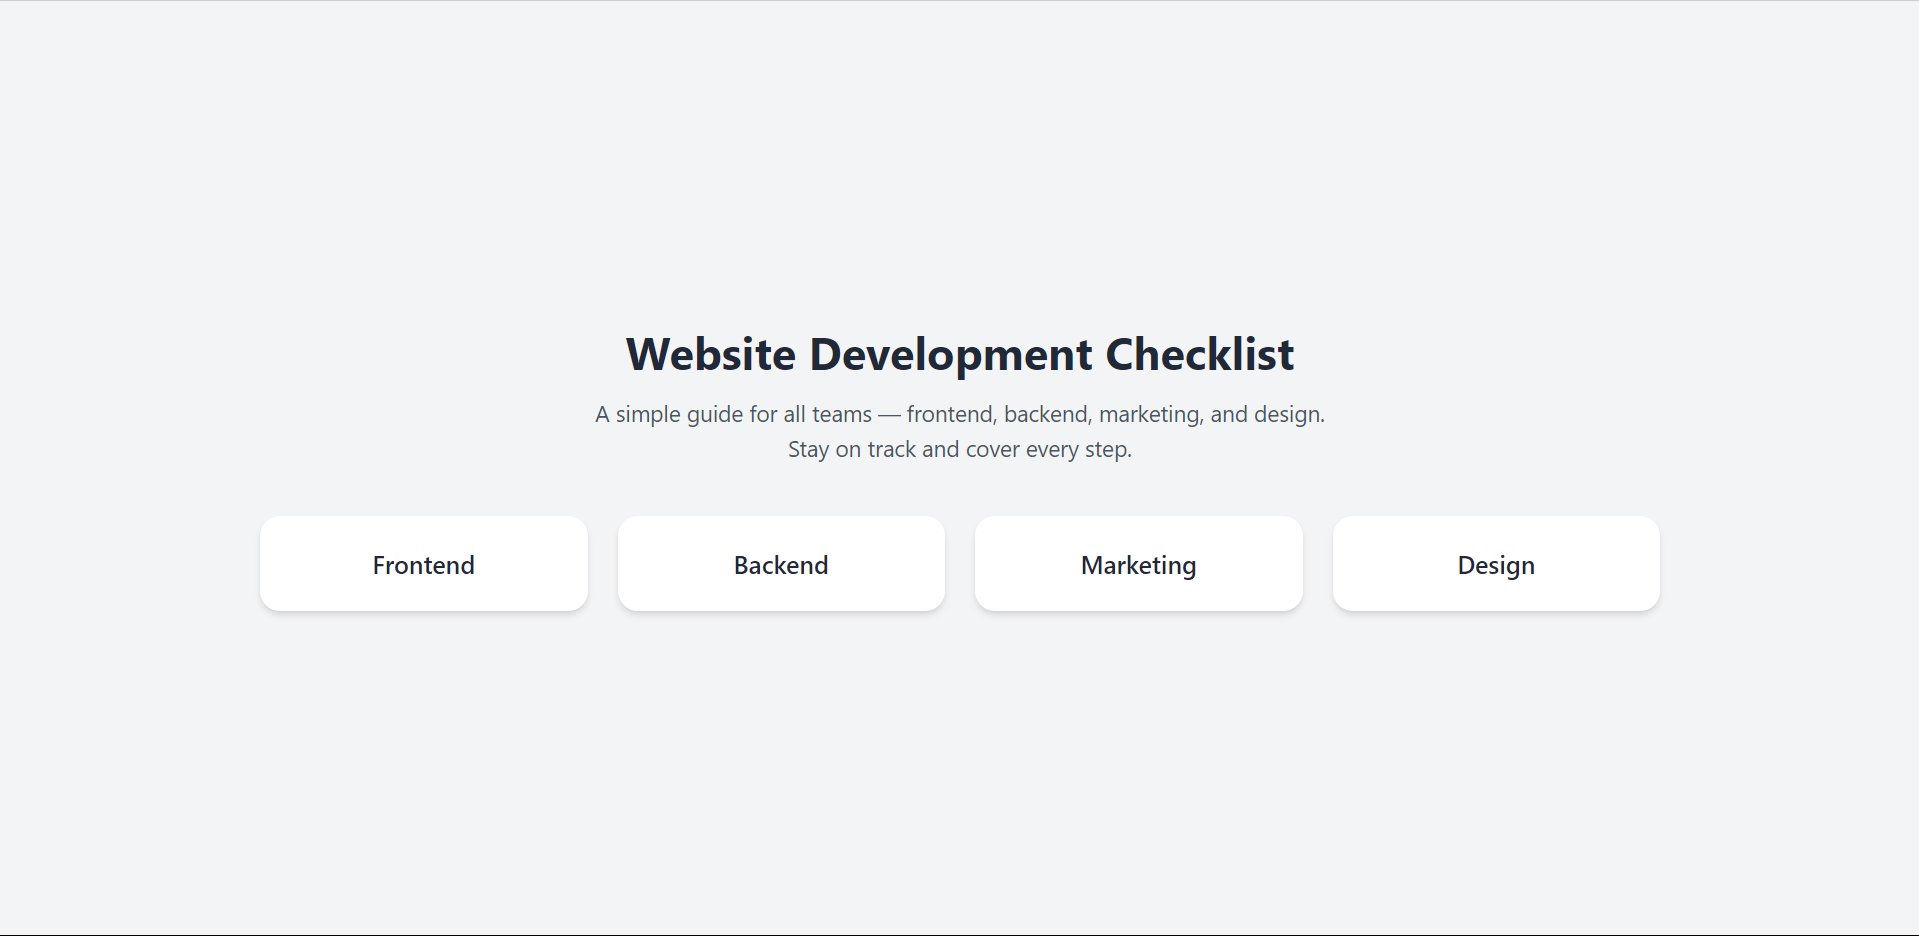 Website Development Checklist
A simple guide for all teams — frontend, backend, marketing, and design.
Stay on track and cover every step.
Frontend
Backend
Marketing
Design